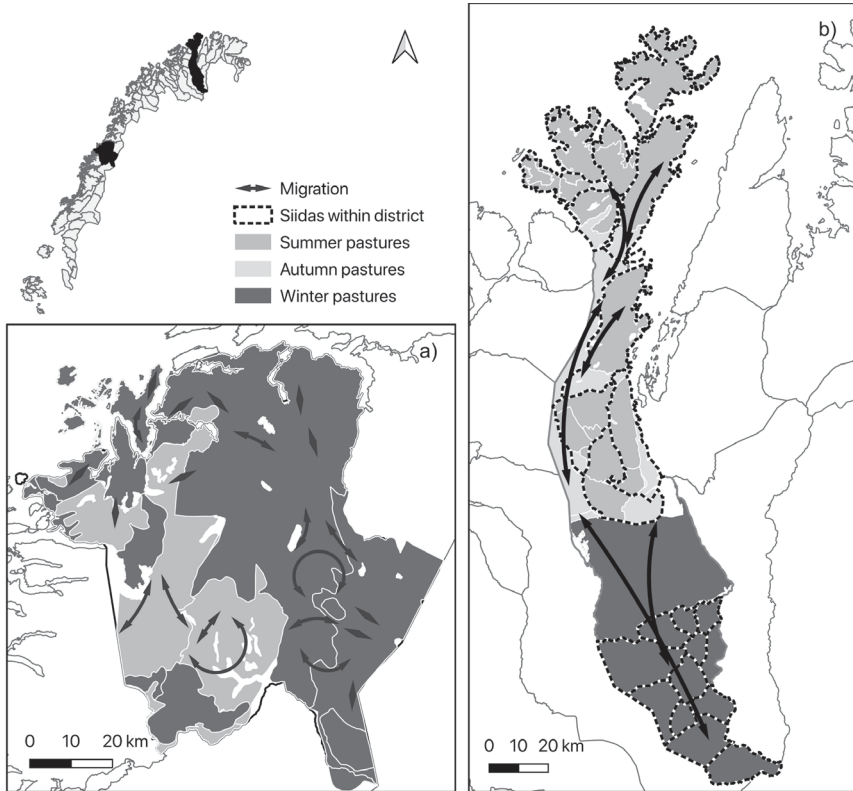 Migration
Siidas within district
Summer pastures
Autumn pastures
Winter pastures
a)
0 10 20 km
b)
0 10 20 km